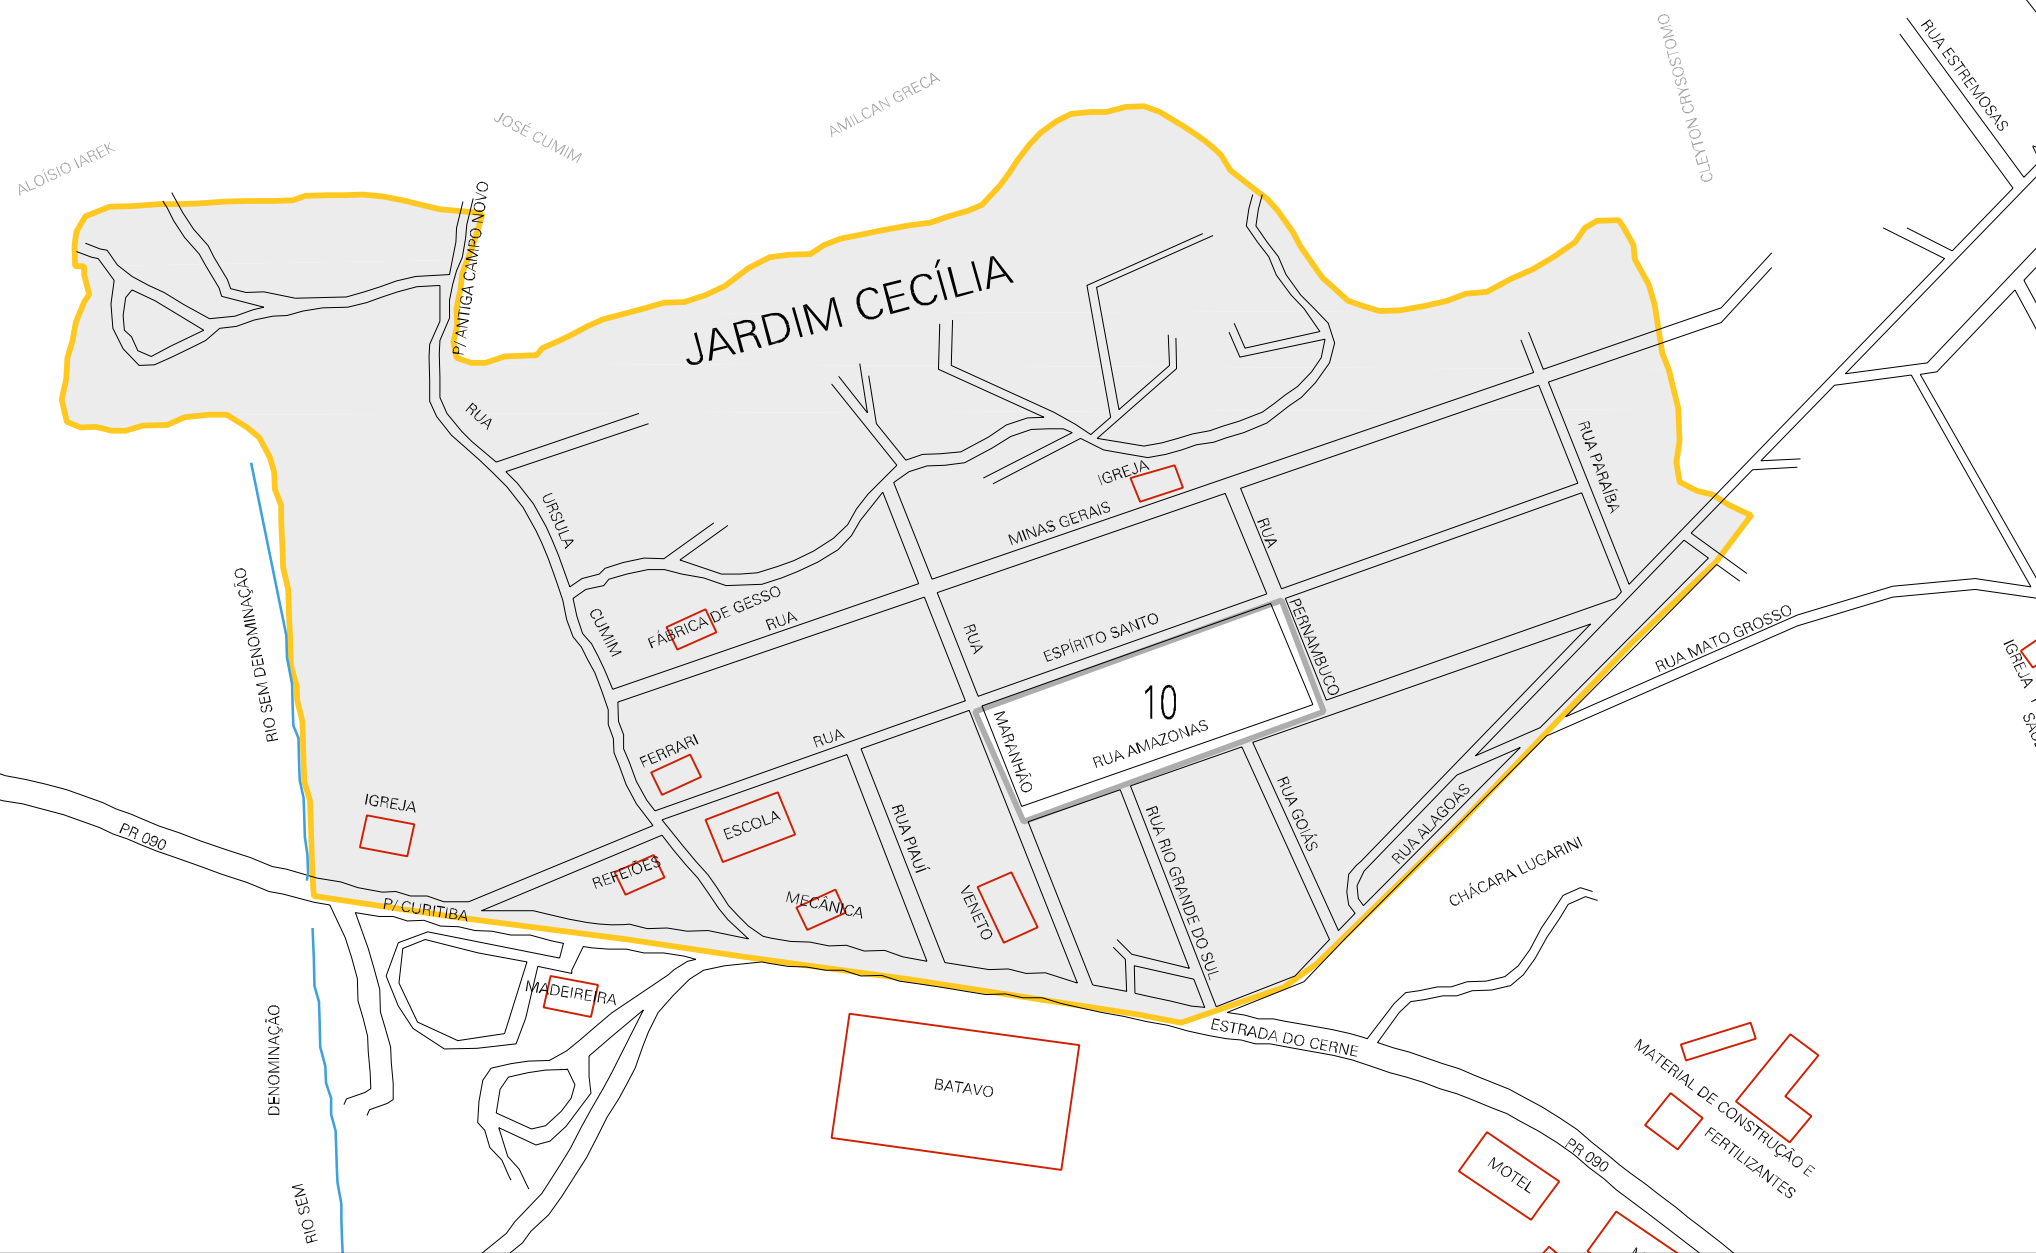 ALOÍSIO IAREK
JOSÉ CUMIM
AMILCAN GRECA
CLEYTON CRYSOSTOMO
RUA ESTREMOSAS
P/ ANTIGA CAMPO NOVO
JARDIM CECÍLIA
RUA
URSULA
CUMIM
IGREJA
MINAS GERAIS
RUA
RUA PARAÍBA
RIO SEM DENOMINAÇÃO
FÁBRICA DE GESSO
RUA
RUA
ESPÍRITO SANTO
PERNAMBUCO
RUA MATO GROSSO
IGREJA
10
MARANHÃO
RUA AMAZONAS
FERRARI
RUA
ESCOLA
IGREJA
PR 090
REFEIÕES
P/ CURITIBA
MECÂNICA
RUA PIAUÍ
VENETO
RUA RIO GRANDE DO SUL
RUA GOIÁS
RUA ALAGOAS
CHÁCARA LUGARINI
MADEIREIRA
DENOMINAÇÃO
RIO SEM
BATAVO
ESTRADA DO CERNE
MATERIAL DE CONSTRUÇÃO E
FERTILIZANTES
PR 090
MOTEL